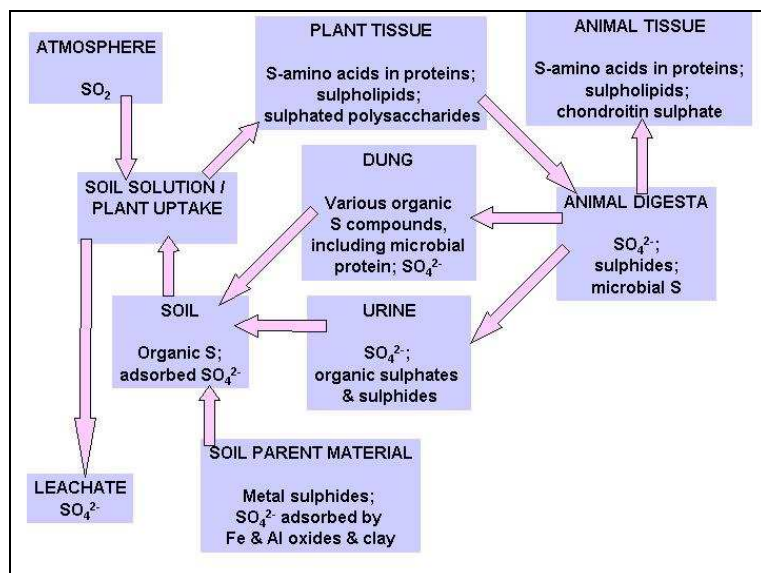 ATMOSPHERE
SO₂
PLANT TISSUE
S-amino acids in proteins;
sulpholipids;
sulphated polysaccharides
ANIMAL TISSUE
S-amino acids in proteins;
sulpholipids;
chondroitin sulphate
SOIL SOLUTION /
PLANT UPTAKE
DUNG
Various organic
S compounds,
including microbial
protein; SO₄²⁻
ANIMAL DIGESTA
SO₄²⁻;
sulphides;
microbial S
SOIL
Organic S;
adsorbed SO₄²⁻
URINE
SO₄²⁻;
organic sulphates
& sulphides
LEACHATE
SO₄²⁻
SOIL PARENT MATERIAL
Metal sulphides;
SO₄²⁻ adsorbed by
Fe & Al oxides & clay